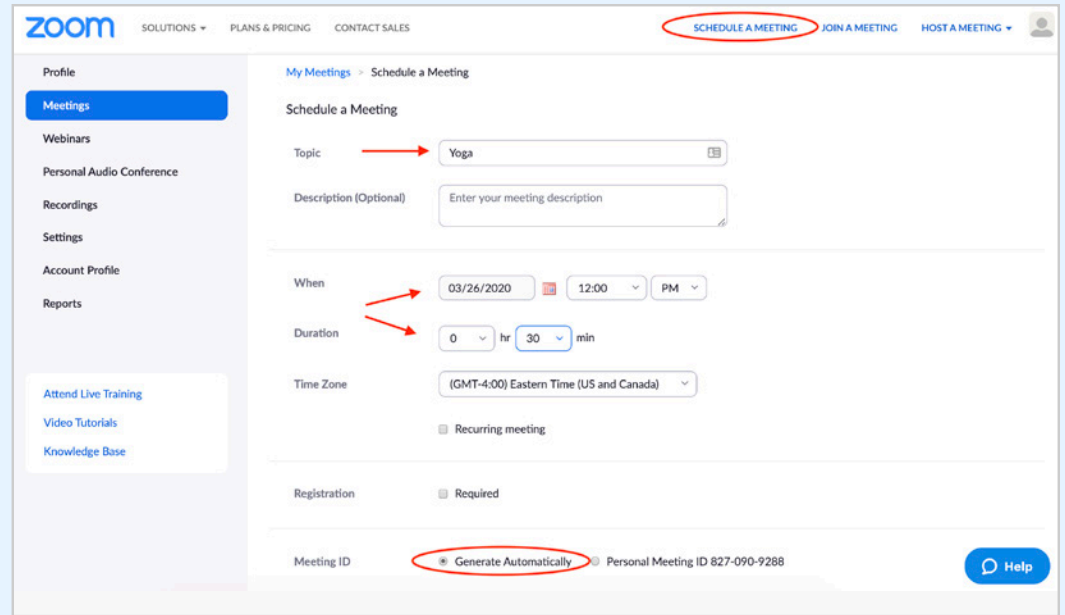 zoom SOLUTIONS PLANS & PRICING CONTACT SALES SCHEDULE A MEETING JOIN A MEETING HOST A MEETING
Profile
Meetings
Webinars
Personal Audio Conference
Recordings
Settings
Account Profile
Reports
Attend Live Training
Video Tutorials
Knowledge Base
My Meetings > Schedule a Meeting
Schedule a Meeting
Topic Yoga
Description (Optional) Enter your meeting description
When 03/26/2020 12:00 PM
Duration 0 hr 30 min
Time Zone (GMT-4:00) Eastern Time (US and Canada)
Recurring meeting
Registration Required
Meeting ID Generate Automatically Personal Meeting ID 827-090-9288
Help